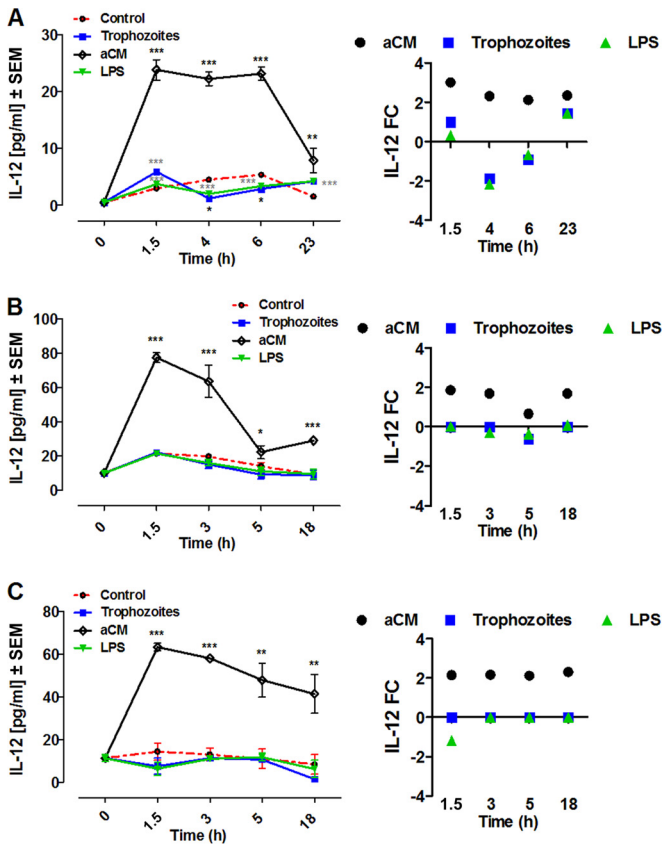 A
Control
Trophozoites
aCM
LPS
IL-12 [pg/ml] ± SEM
30
20
10
0
***
***
***
**
***
***
***
***
***
*
*
0 1.5 4 6 23
Time (h)
aCM Trophozoites LPS
IL-12 FC
4
2
0
-2
-4
1.5 4 6 23
Time (h)
B
Control
Trophozoites
aCM
LPS
IL-12 [pg/ml] ± SEM
100
80
60
40
20
0
***
***
*
***
0 1.5 3 5 18
Time (h)
aCM Trophozoites LPS
IL-12 FC
4
2
0
-2
-4
1.5 3 5 18
Time (h)
C
Control
Trophozoites
aCM
LPS
IL-12 [pg/ml] ± SEM
80
60
40
20
0
***
***
**
**
0 1.5 3 5 18
Time (h)
aCM Trophozoites LPS
IL-12 FC
4
2
0
-2
-4
1.5 3 5 18
Time (h)